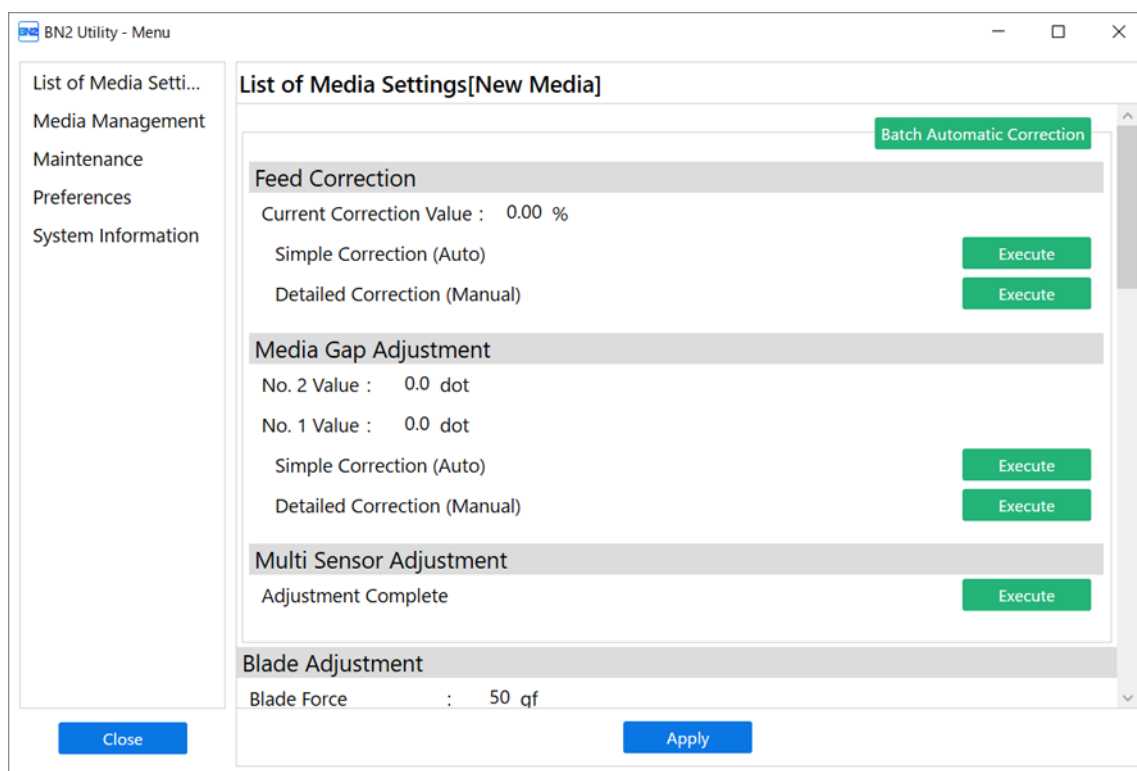 BN2 BN2 Utility - Menu
List of Media Setti...
Media Management
Maintenance
Preferences
System Information
Close
List of Media Settings[New Media]
Batch Automatic Correction
Feed Correction
Current Correction Value : 0.00 %
Simple Correction (Auto) Execute
Detailed Correction (Manual) Execute
Media Gap Adjustment
No. 2 Value : 0.0 dot
No. 1 Value : 0.0 dot
Simple Correction (Auto) Execute
Detailed Correction (Manual) Execute
Multi Sensor Adjustment
Adjustment Complete Execute
Blade Adjustment
Blade Force : 50 gf
Apply